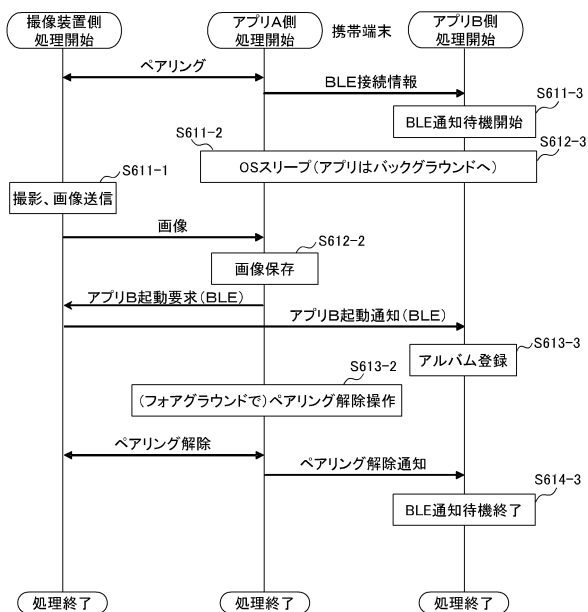 撮像装置側
処理開始
アプリA側
処理開始
携帯端末
アプリB側
処理開始
ペアリング
BLE接続情報
S611-3
BLE通知待機開始
S611-2
S612-3
OSスリープ(アプリはバックグラウンドへ)
S611-1
撮影、画像送信
画像
S612-2
画像保存
アプリB起動要求(BLE)
アプリB起動通知(BLE)
S613-3
アルバム登録
S613-2
(フォアグラウンドで)ペアリング解除操作
ペアリング解除
ペアリング解除通知
S614-3
BLE通知待機終了
処理終了
処理終了
処理終了